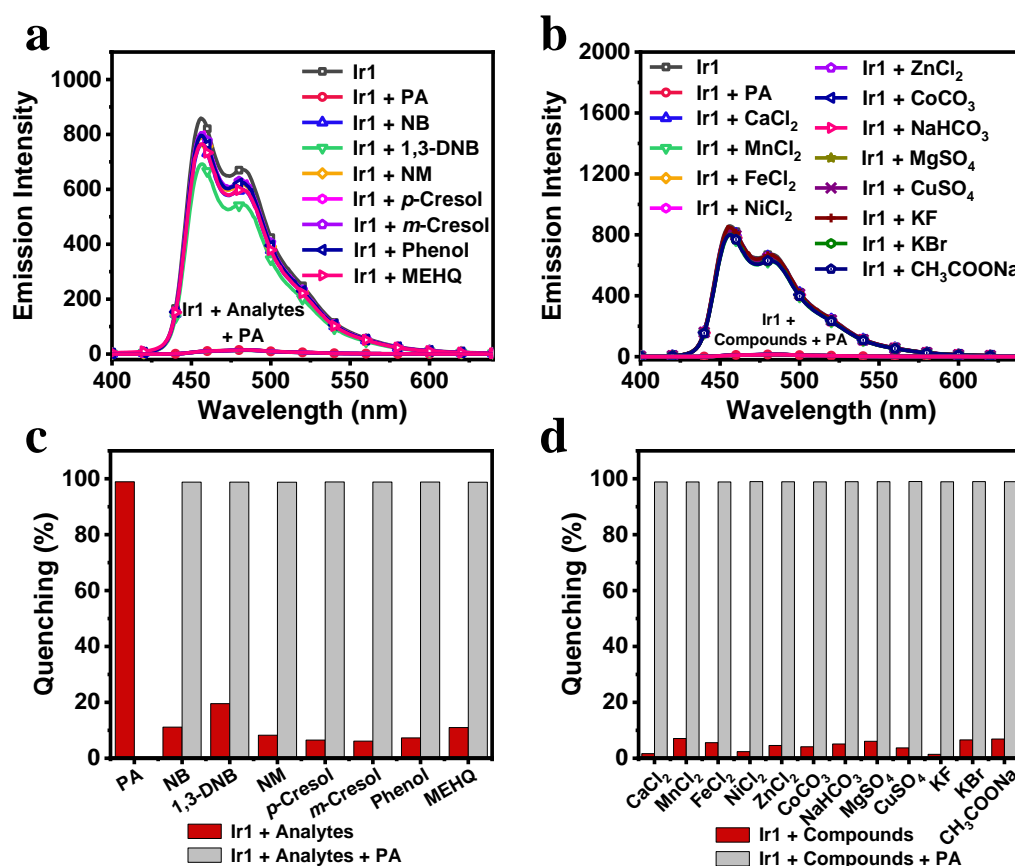 a
Emission Intensity
1000
800
600
400
200
0
400
450
500
550
600
Wavelength (nm)
Ir1
Ir1 + PA
Ir1 + NB
Ir1 + 1,3-DNB
Ir1 + NM
Ir1 + p-Cresol
Ir1 + m-Cresol
Ir1 + Phenol
Ir1 + MEHQ
Ir1 + Analytes
+ PA
b
Emission Intensity
2000
1600
1200
800
400
0
400
450
500
550
600
Wavelength (nm)
Ir1
Ir1 + PA
Ir1 + CaCl₂
Ir1 + MnCl₂
Ir1 + FeCl₂
Ir1 + NiCl₂
Ir1 + ZnCl₂
Ir1 + CoCO₃
Ir1 + NaHCO₃
Ir1 + MgSO₄
Ir1 + CuSO₄
Ir1 + KF
Ir1 + KBr
Ir1 + CH₃COONa
Ir1 +
Compounds + PA
c
Quenching (%)
100
80
60
40
20
0
PA
NB
1,3-DNB
NM
p-Cresol
m-Cresol
Phenol
MEHQ
Ir1 + Analytes
Ir1 + Analytes + PA
d
Quenching (%)
100
80
60
40
20
0
CaCl₂
MnCl₂
FeCl₂
NiCl₂
ZnCl₂
CoCO₃
NaHCO₃
MgSO₄
CuSO₄
KF
KBr
CH₃COONa
Ir1 + Compounds
Ir1 + Compounds + PA